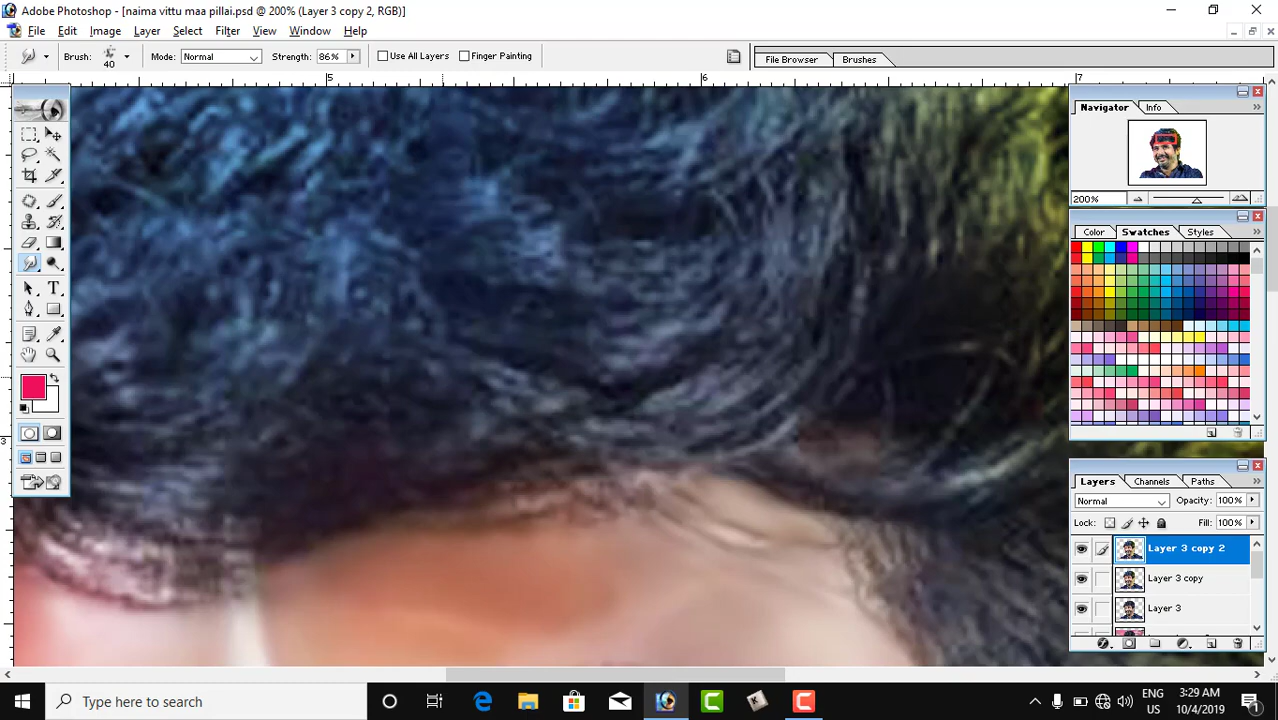 Adobe Photoshop - [naima vittu maa pillai.psd @ 200% (Layer 3 copy 2, RGB)]
File Edit Image Layer Select Filter View Window Help
Brush: 40 Mode: Normal Strength: 86% Use All Layers Finger Painting File Browser Brushes
5 6 7
Navigator Info
200%
Color Swatches Styles
3
Layers Channels Paths
Normal Opacity: 100%
Lock: Fill: 100%
Layer 3 copy 2
Layer 3 copy
Layer 3
Type here to search
ENG
US
3:29 AM
10/4/2019
1